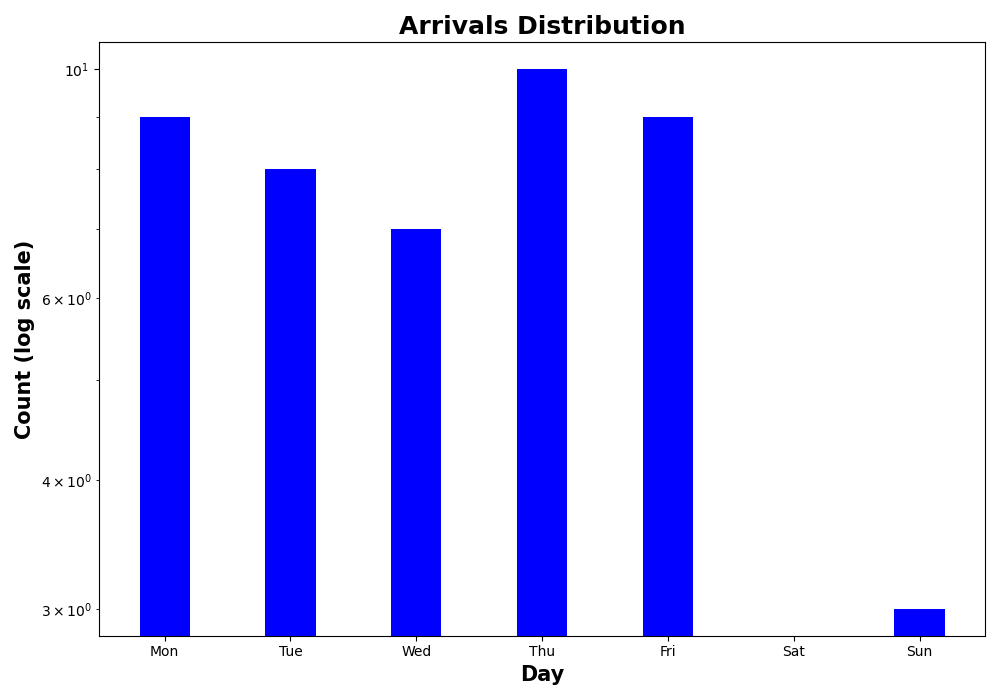 Arrivals Distribution
Count (log scale)
10¹
6 × 10⁰
4 × 10⁰
3 × 10⁰
Mon Tue Wed Thu Fri Sat Sun
Day